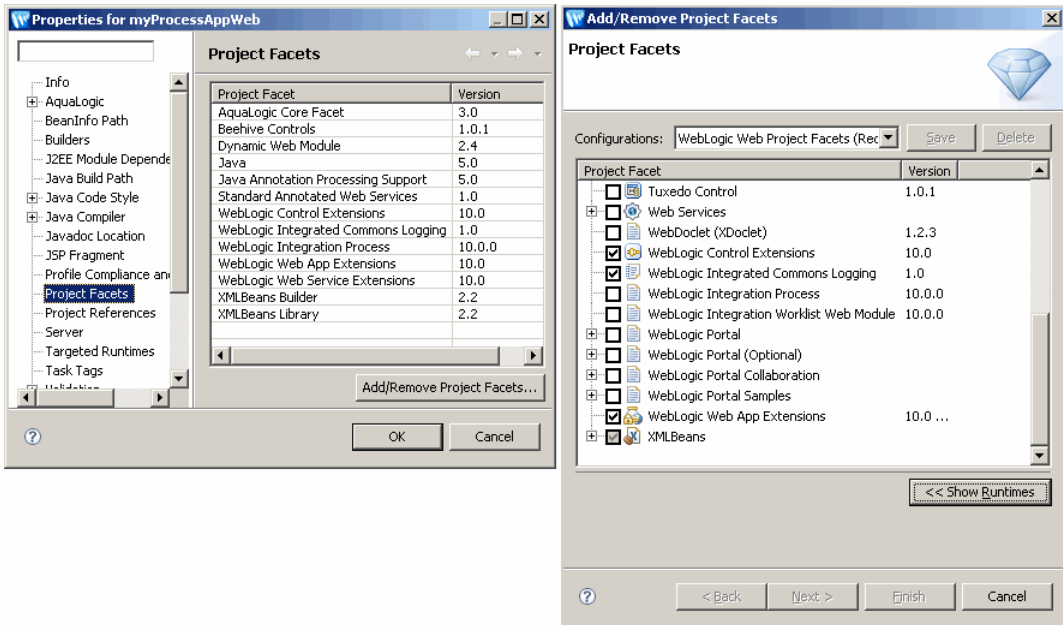 Properties for myProcessAppWeb
Info
AquaLogic
BeanInfo Path
Builders
J2EE Module Depende
Java Build Path
Java Code Style
Java Compiler
Javadoc Location
JSP Fragment
Profile Compliance an
Project Facets
Project References
Server
Targeted Runtimes
Task Tags
Validation
Project Facets
Project Facet Version
AquaLogic Core Facet 3.0
Beehive Controls 1.0.1
Dynamic Web Module 2.4
Java 5.0
Java Annotation Processing Support 5.0
Standard Annotated Web Services 1.0
WebLogic Control Extensions 10.0
WebLogic Integrated Commons Logging 1.0
WebLogic Integration Process 10.0.0
WebLogic Web App Extensions 10.0
WebLogic Web Service Extensions 10.0
XMLBeans Builder 2.2
XMLBeans Library 2.2
Add/Remove Project Facets...
? OK Cancel
Add/Remove Project Facets
Project Facets
Configurations: WebLogic Web Project Facets (Rec Save Delete
Project Facet Version
Tuxedo Control 1.0.1
Web Services
WebDoclet (XDoclet) 1.2.3
WebLogic Control Extensions 10.0
WebLogic Integrated Commons Logging 1.0
WebLogic Integration Process 10.0.0
WebLogic Integration Worklist Web Module 10.0.0
WebLogic Portal
WebLogic Portal (Optional)
WebLogic Portal Collaboration
WebLogic Portal Samples
WebLogic Web App Extensions 10.0 ...
XMLBeans
<< Show Runtimes
? < Back Next > Finish Cancel